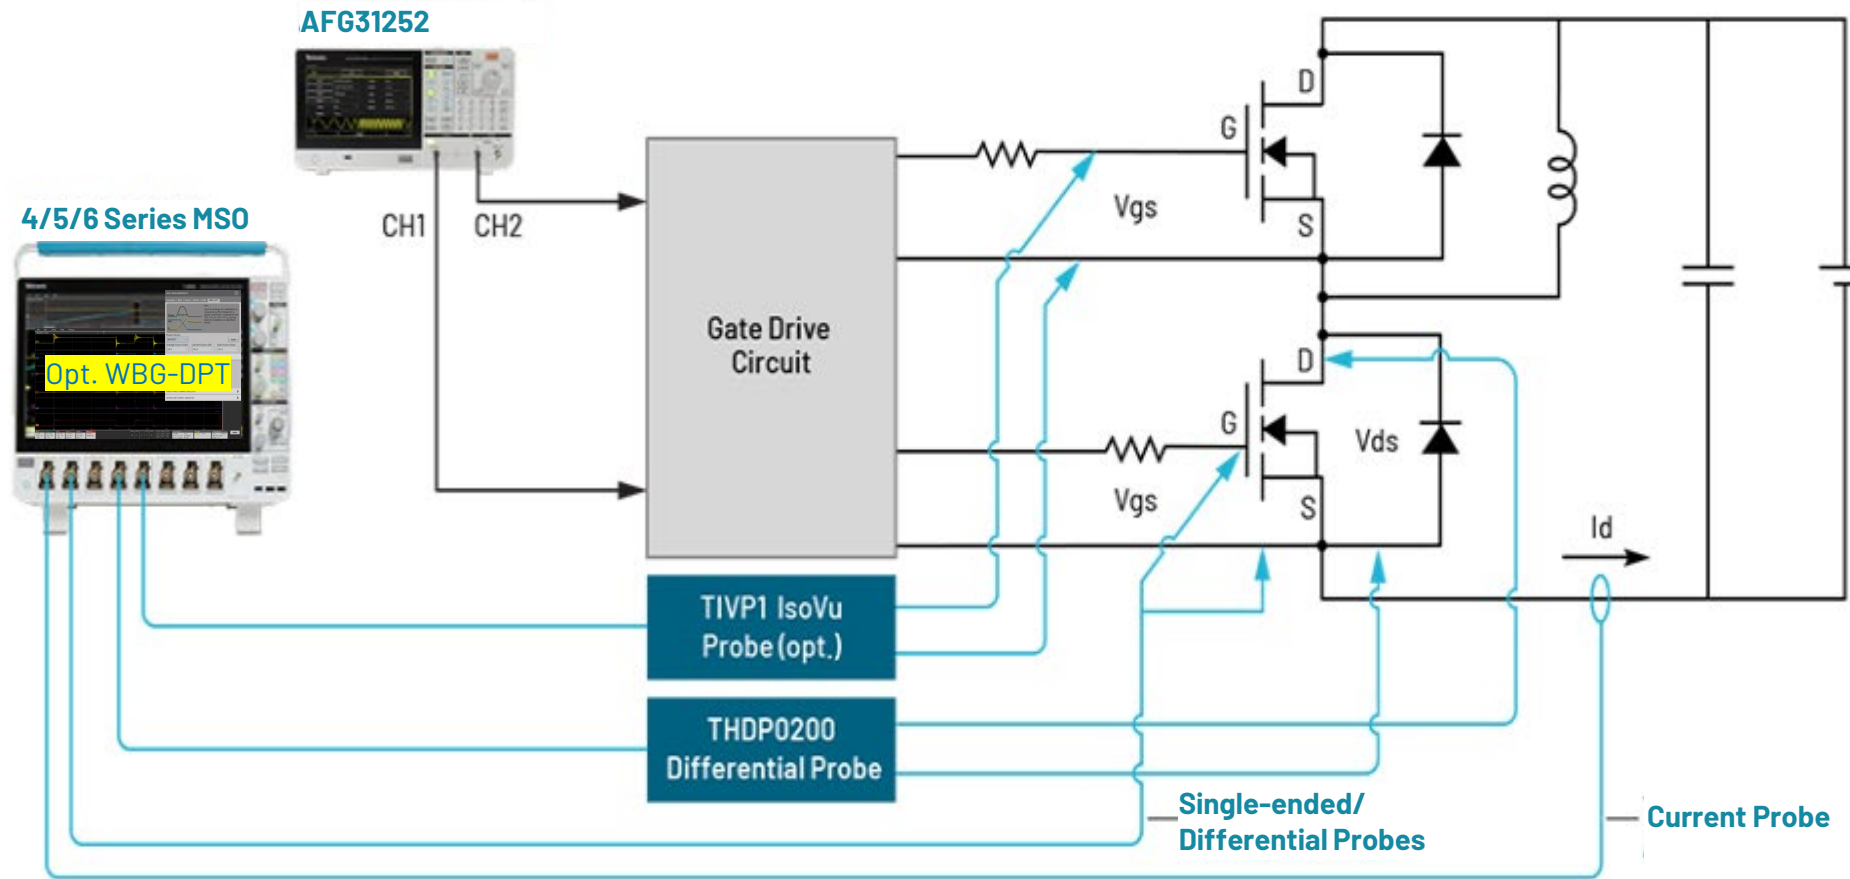 AFG31252
4/5/6 Series MSO
Opt. WBG-DPT
CH1
CH2
Gate Drive
Circuit
D
G
S
Vgs
D
G
S
Vgs
Vds
Id
TIVP1 IsoVu
Probe (opt.)
THDP0200
Differential Probe
Single-ended/
Differential Probes
Current Probe